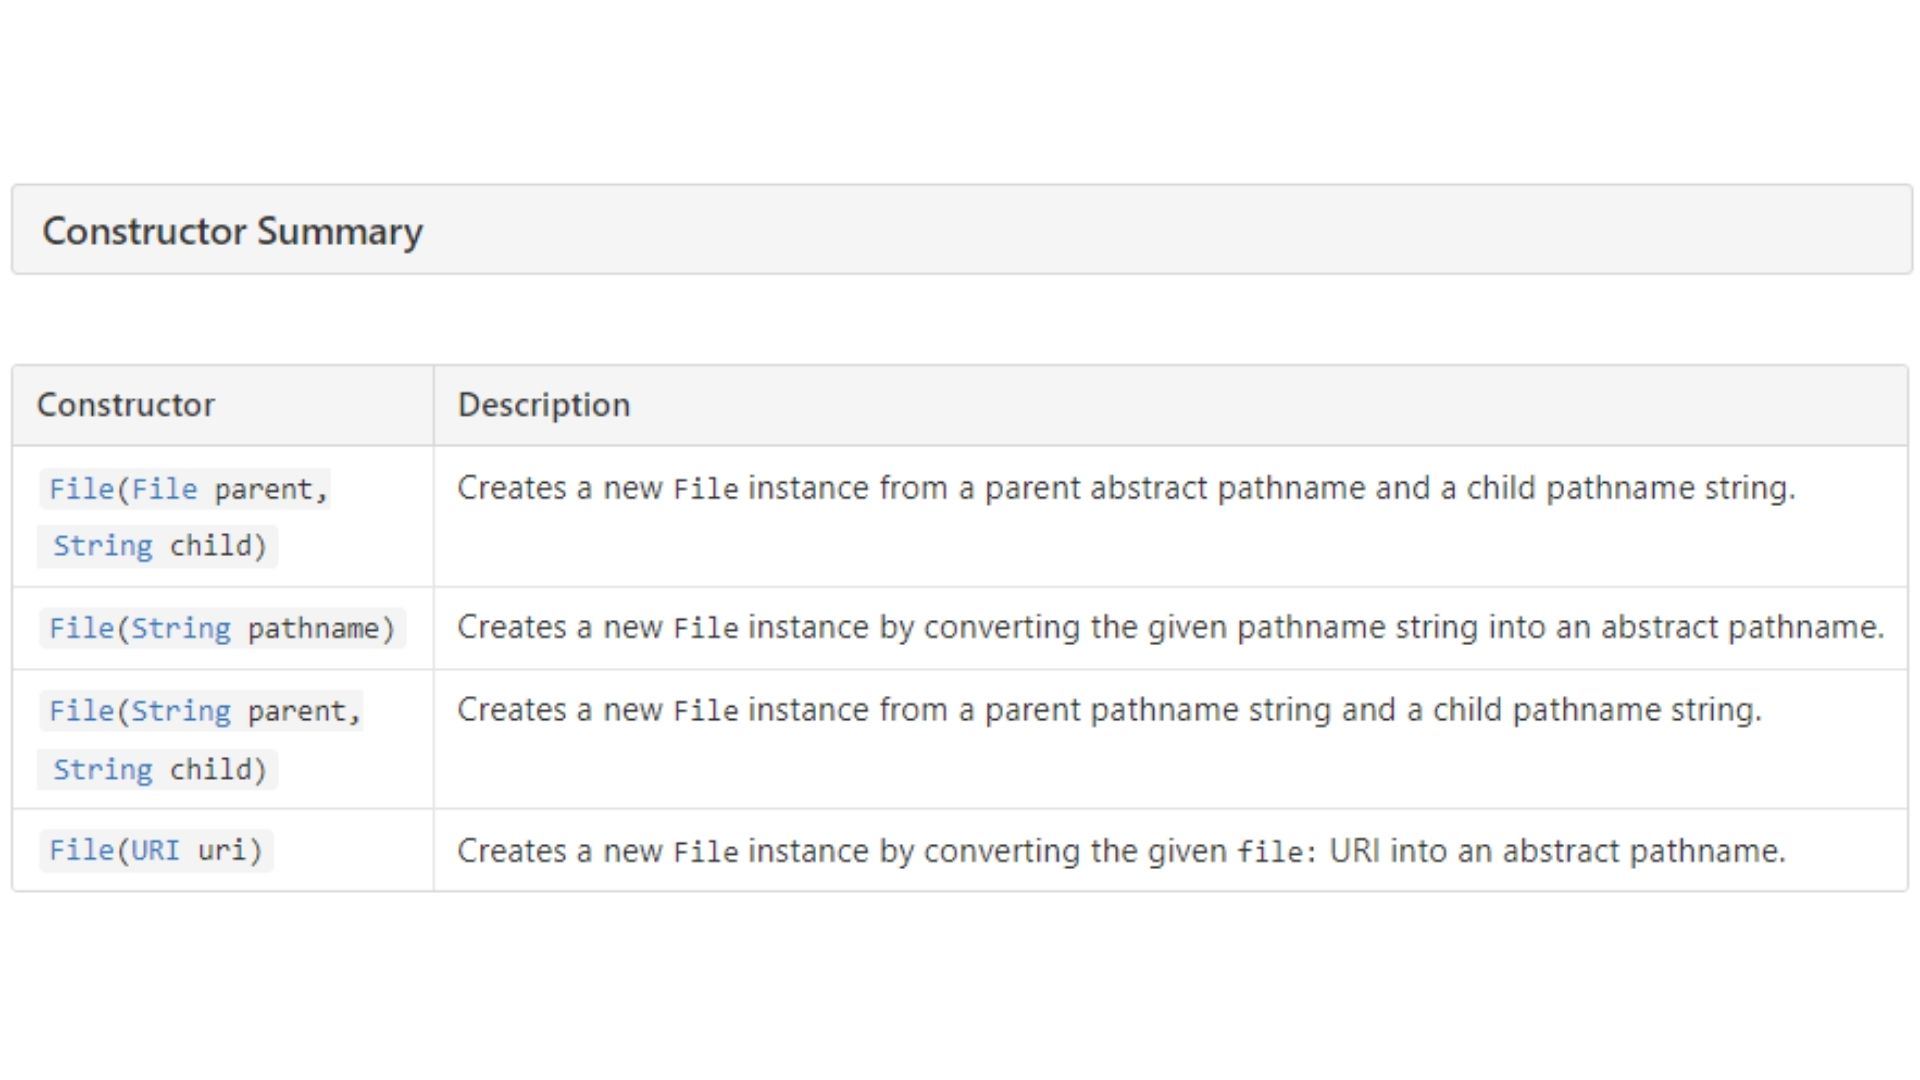 Constructor Summary
Constructor Description
File(File parent, Creates a new File instance from a parent abstract pathname and a child pathname string.
String child)
File(String pathname) Creates a new File instance by converting the given pathname string into an abstract pathname.
File(String parent, Creates a new File instance from a parent pathname string and a child pathname string.
String child)
File(URI uri) Creates a new File instance by converting the given file: URI into an abstract pathname.